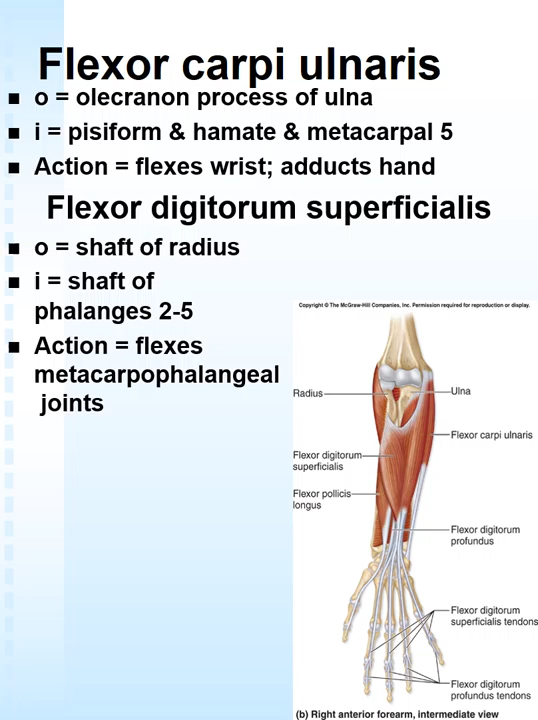 Flexor carpi ulnaris
o = olecranon process of ulna
i = pisiform & hamate & metacarpal 5
Action = flexes wrist; adducts hand
Flexor digitorum superficialis
o = shaft of radius
i = shaft of
phalanges 2-5
Action = flexes
metacarpophalangeal
joints
Copyright © The McGraw-Hill Companies, Inc. Permission required for reproduction or display.
Radius
Ulna
Flexor carpi ulnaris
Flexor digitorum
superficialis
Flexor pollicis
longus
Flexor digitorum
profundus
Flexor digitorum
superficialis tendons
Flexor digitorum
profundus tendons
(b) Right anterior forearm, intermediate view